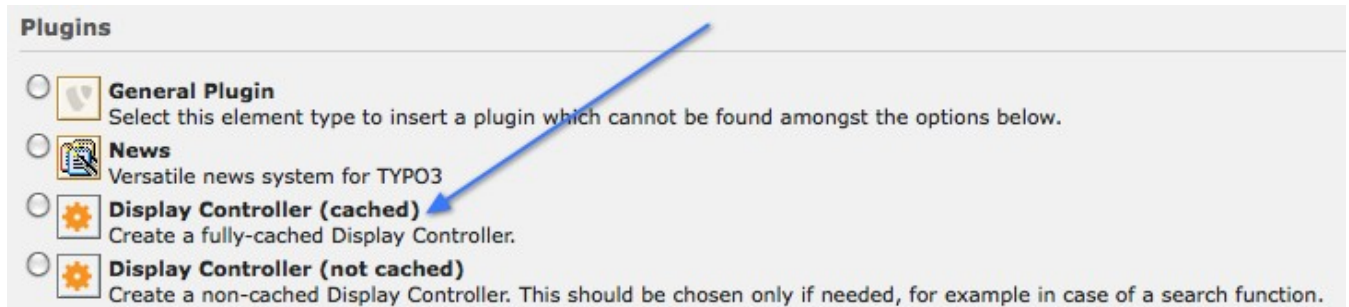 Plugins
General Plugin
Select this element type to insert a plugin which cannot be found amongst the options below.
News
Versatile news system for TYPO3
Display Controller (cached)
Create a fully-cached Display Controller.
Display Controller (not cached)
Create a non-cached Display Controller. This should be chosen only if needed, for example in case of a search function.